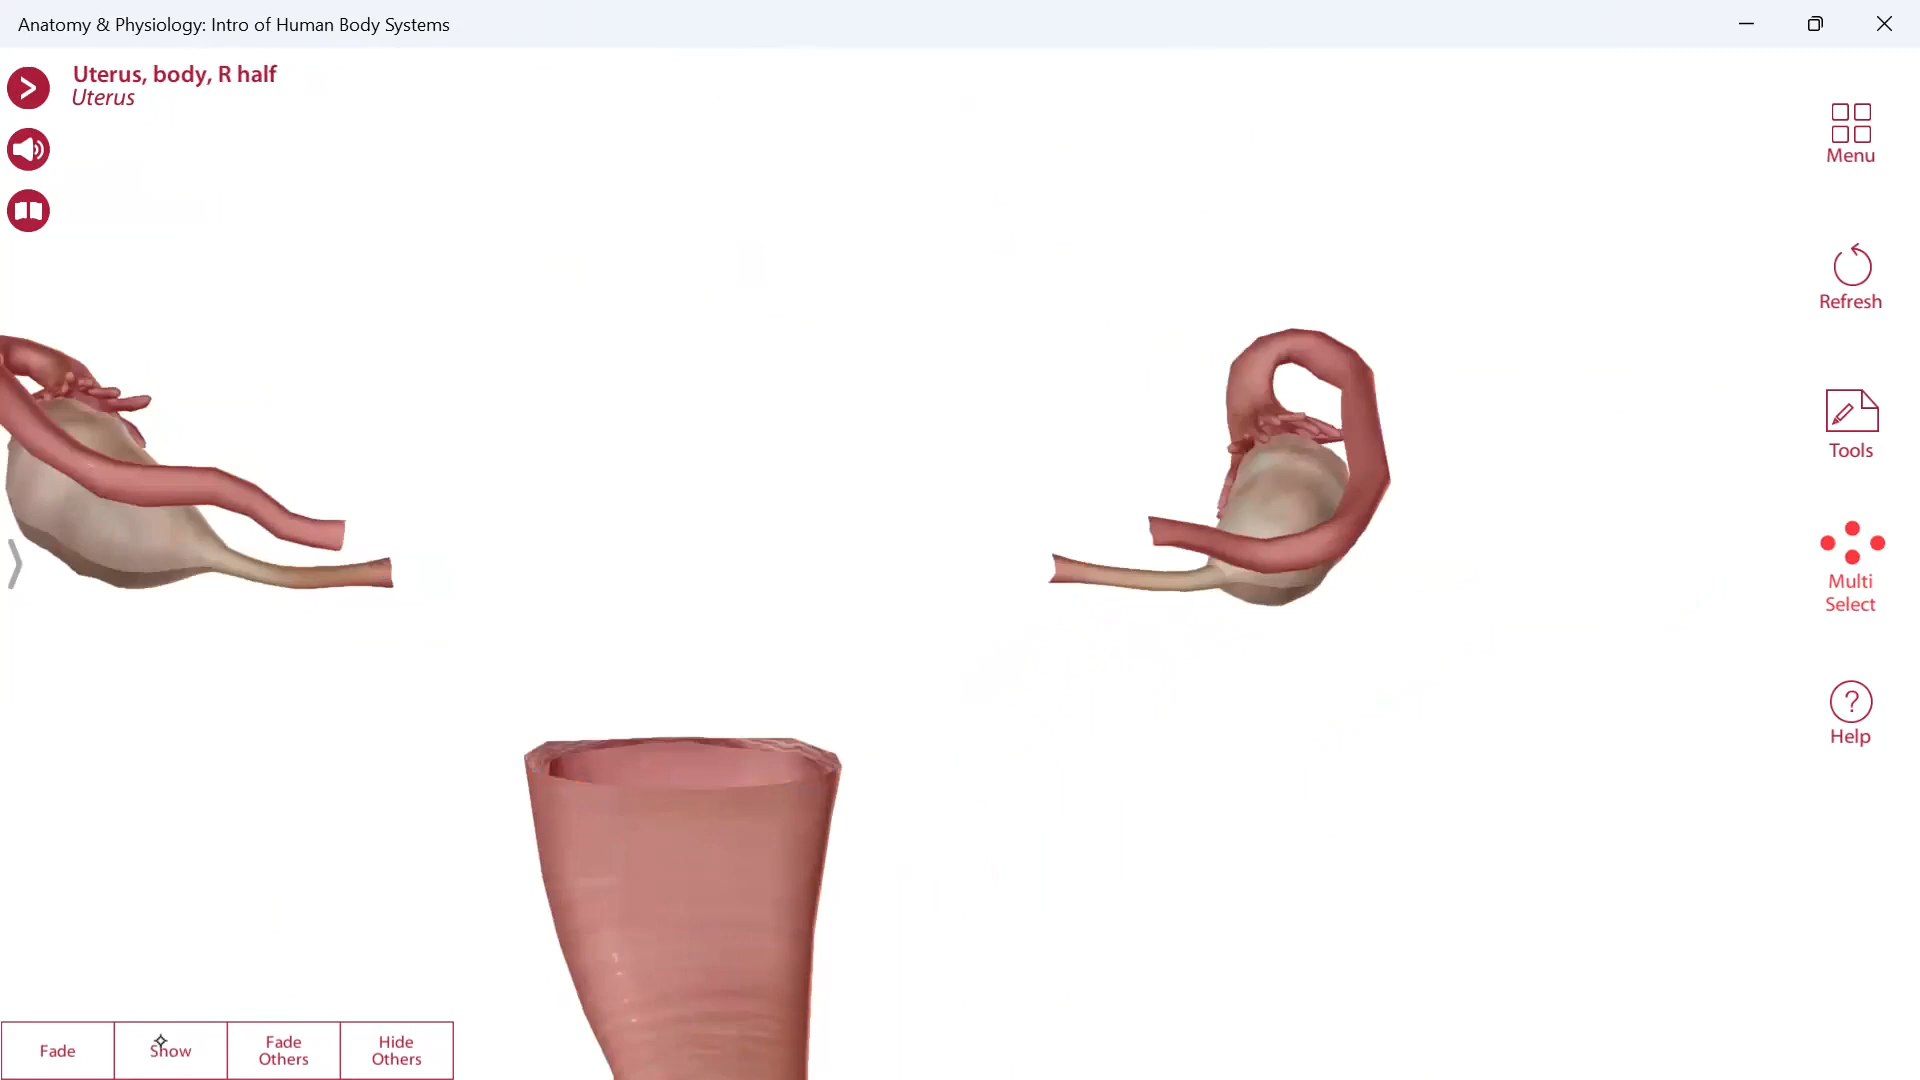 Anatomy & Physiology: Intro of Human Body Systems
Uterus, body, R half
Uterus
Menu
Refresh
Tools
Multi
Select
Help
Fade
Show
Fade
Others
Hide
Others